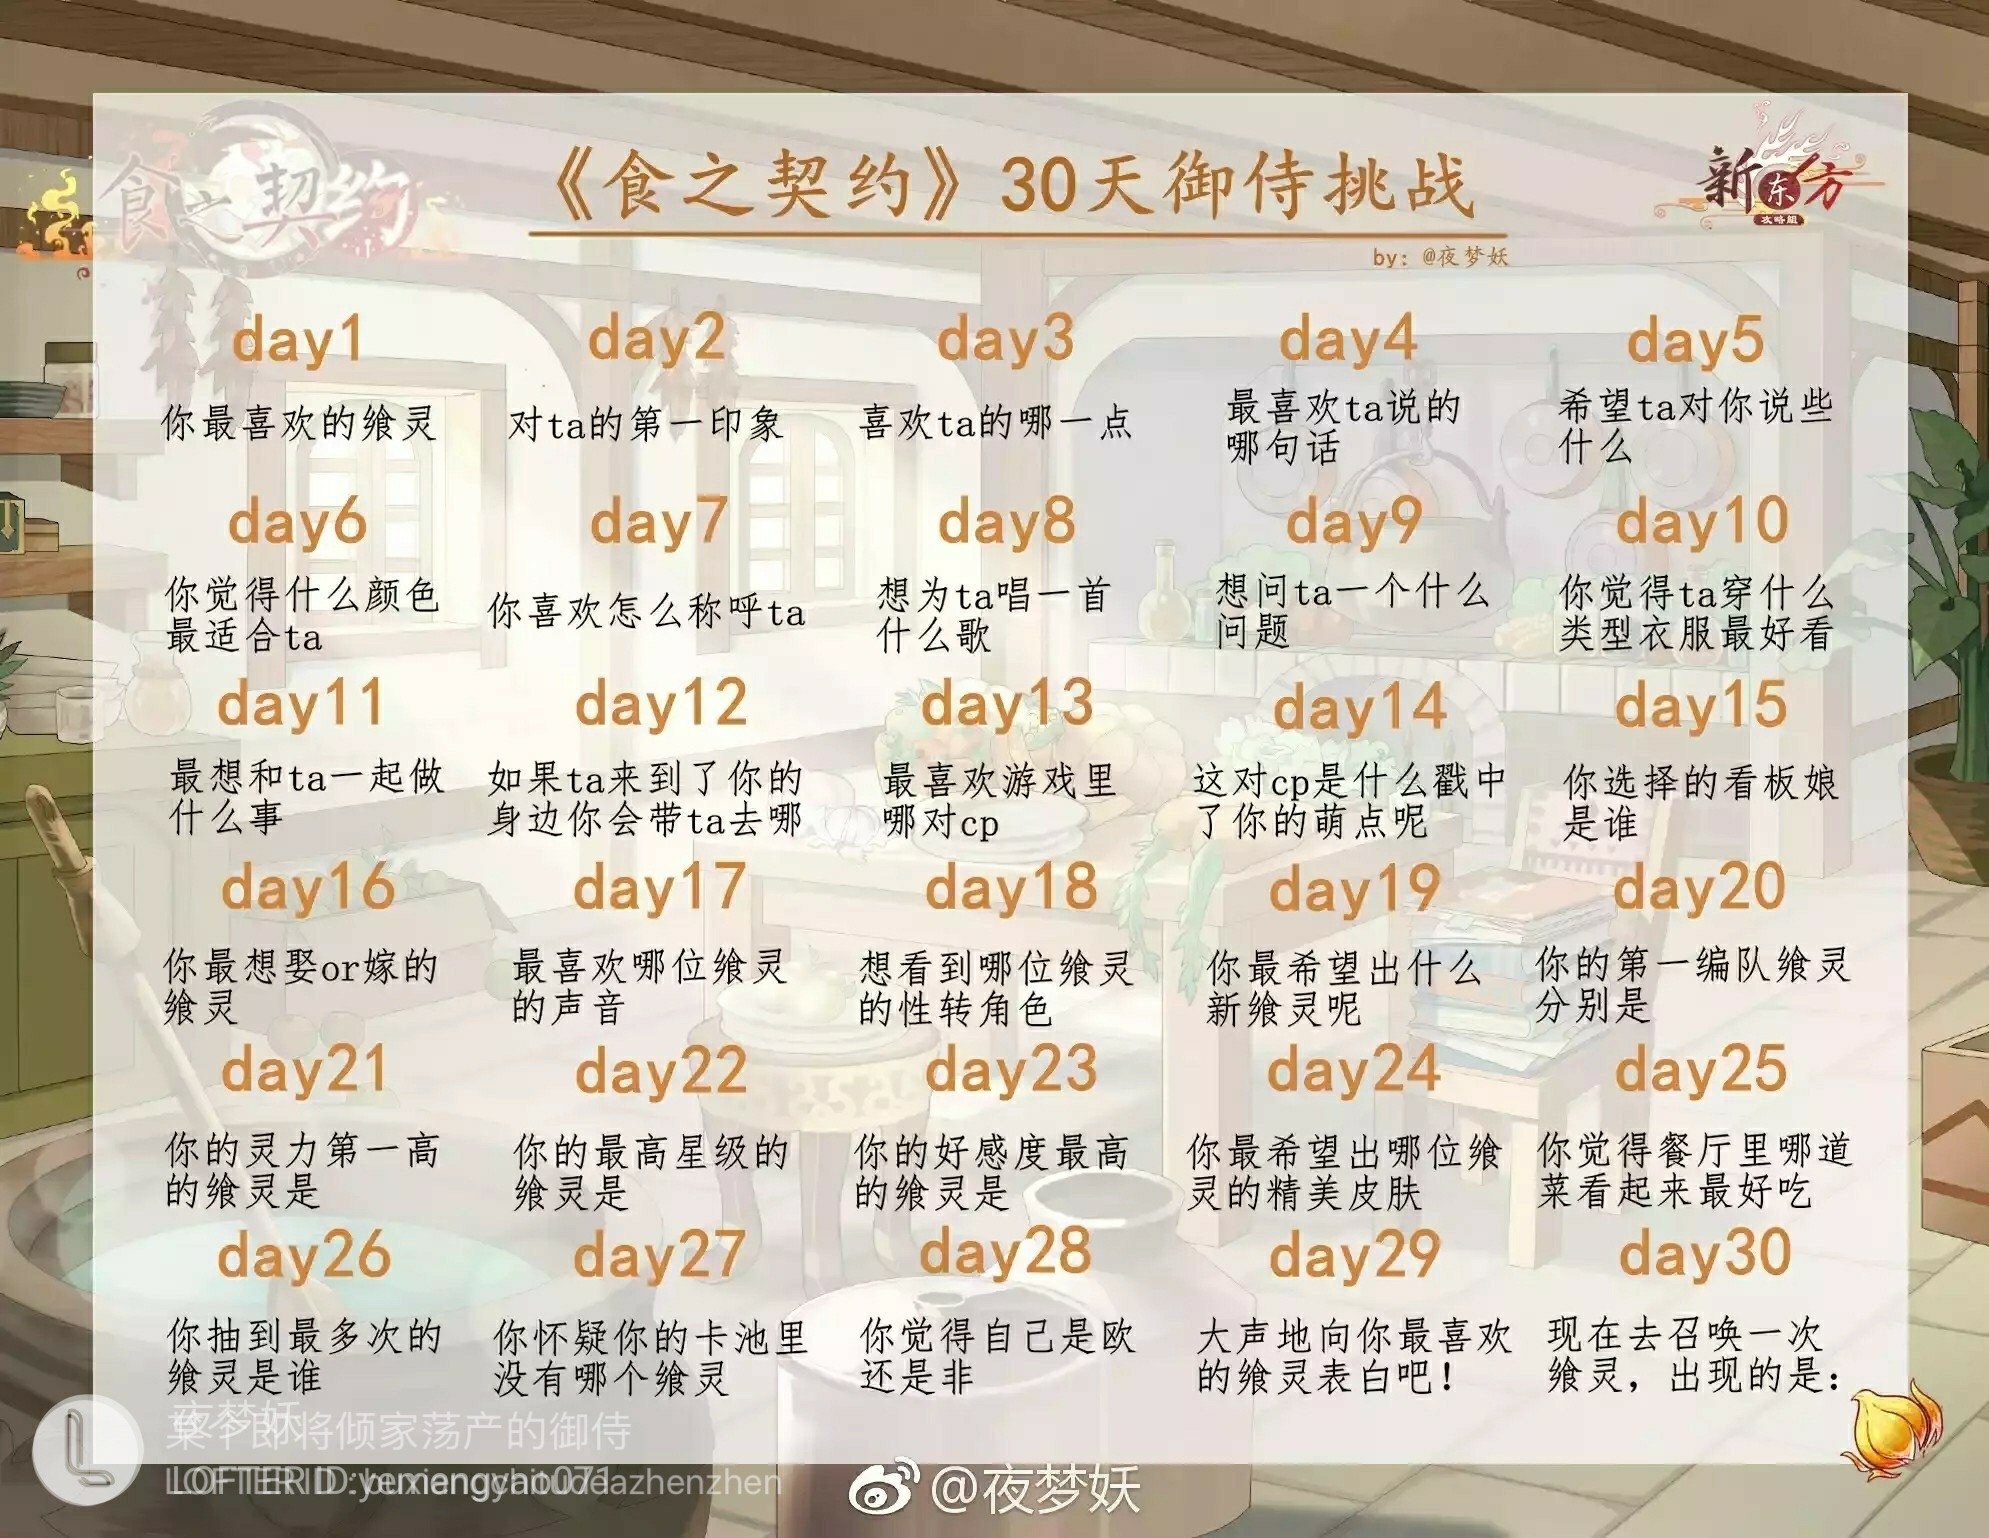 食之契约
《食之契约》30天御侍挑战
新东方
攻略组
by: @夜梦妖
day1
你最喜欢的飨灵
day2
对ta的第一印象
day3
喜欢ta的哪一点
day4
最喜欢ta说的
哪句话
day5
希望ta对你说些
什么
day6
你觉得什么颜色
最适合ta
day7
你喜欢怎么称呼ta
day8
想为ta唱一首
什么歌
day9
想问ta一个什么
问题
day10
你觉得ta穿什么
类型衣服最好看
day11
最想和ta一起做
什么事
day12
如果ta来到了你的
身边你会带ta去哪
day13
最喜欢游戏里
哪对cp
day14
这对cp是什么戳中
了你的萌点呢
day15
你选择的看板娘
是谁
day16
你最想娶or嫁的
飨灵
day17
最喜欢哪位飨灵
的声音
day18
想看到哪位飨灵
的性转角色
day19
你最希望出什么
新飨灵呢
day20
你的第一编队飨灵
分别是
day21
你的灵力第一高
的飨灵是
day22
你的最高星级的
飨灵是
day23
你的好感度最高
的飨灵是
day24
你最希望出哪位飨
灵的精美皮肤
day25
你觉得餐厅里哪道
菜看起来最好吃
day26
你抽到最多次的
飨灵是谁
day27
你怀疑你的卡池里
没有哪个飨灵
day28
你觉得自己是欧
还是非
day29
大声地向你最喜欢
的飨灵表白吧！
day30
现在去召唤一次
飨灵，出现的是：
夜梦妖
某个即将倾家荡产的御侍
LOFTER ID:
@夜梦妖